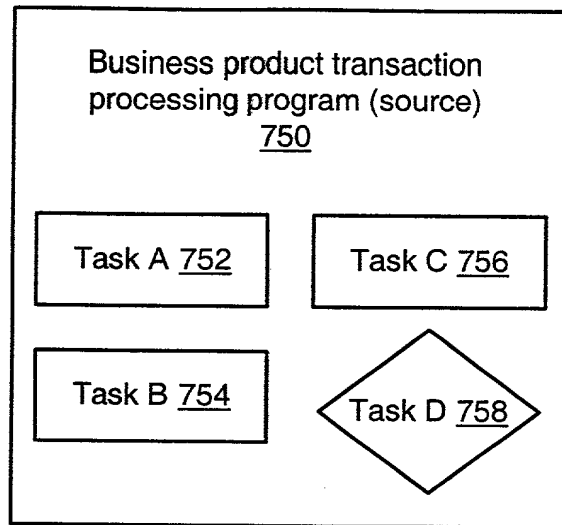 Business product transaction
processing program (source)
750
Task A 752
Task C 756
Task B 754
Task D 758